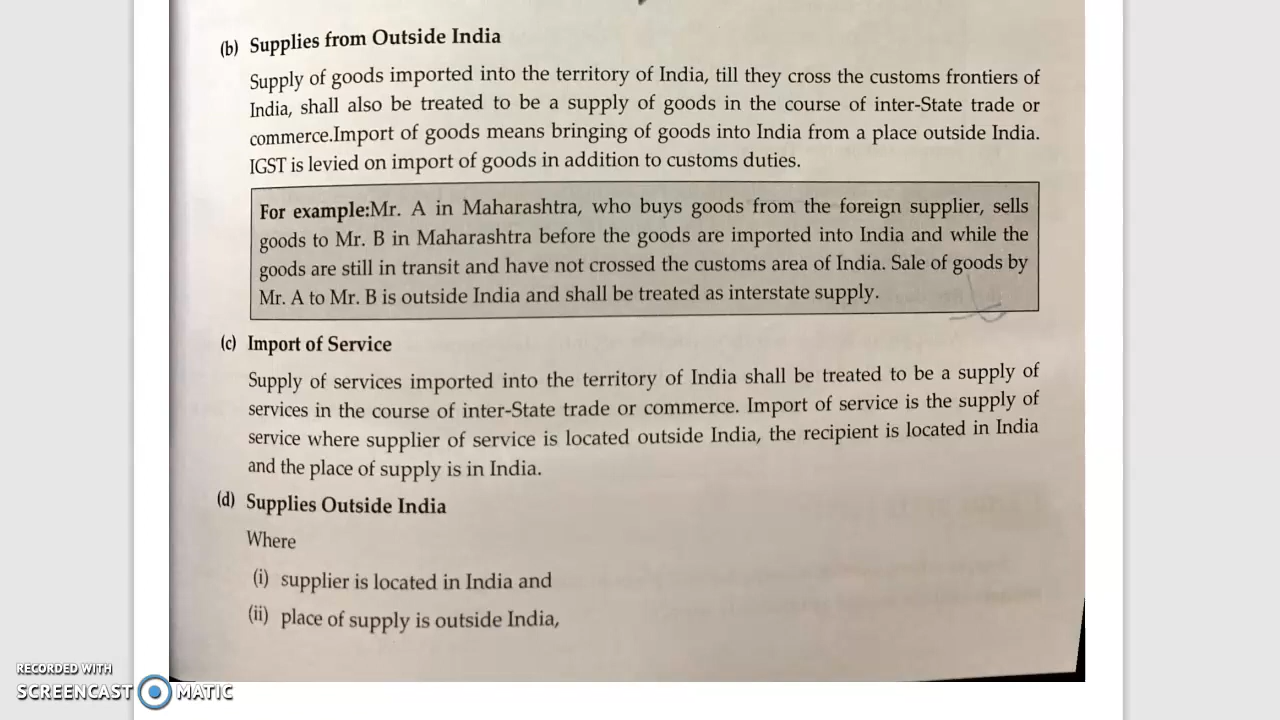 (b) Supplies from Outside India
Supply of goods imported into the territory of India, till they cross the customs frontiers of
India, shall also be treated to be a supply of goods in the course of inter-State trade or
commerce.Import of goods means bringing of goods into India from a place outside India.
IGST is levied on import of goods in addition to customs duties.
For example:Mr. A in Maharashtra, who buys goods from the foreign supplier, sells
goods to Mr. B in Maharashtra before the goods are imported into India and while the
goods are still in transit and have not crossed the customs area of India. Sale of goods by
Mr. A to Mr. B is outside India and shall be treated as interstate supply.
(c) Import of Service
Supply of services imported into the territory of India shall be treated to be a supply of
services in the course of inter-State trade or commerce. Import of service is the supply of
service where supplier of service is located outside India, the recipient is located in India
and the place of supply is in India.
(d) Supplies Outside India
Where
(i) supplier is located in India and
(ii) place of supply is outside India,
RECORDED WITH
SCREENCAST MATIC